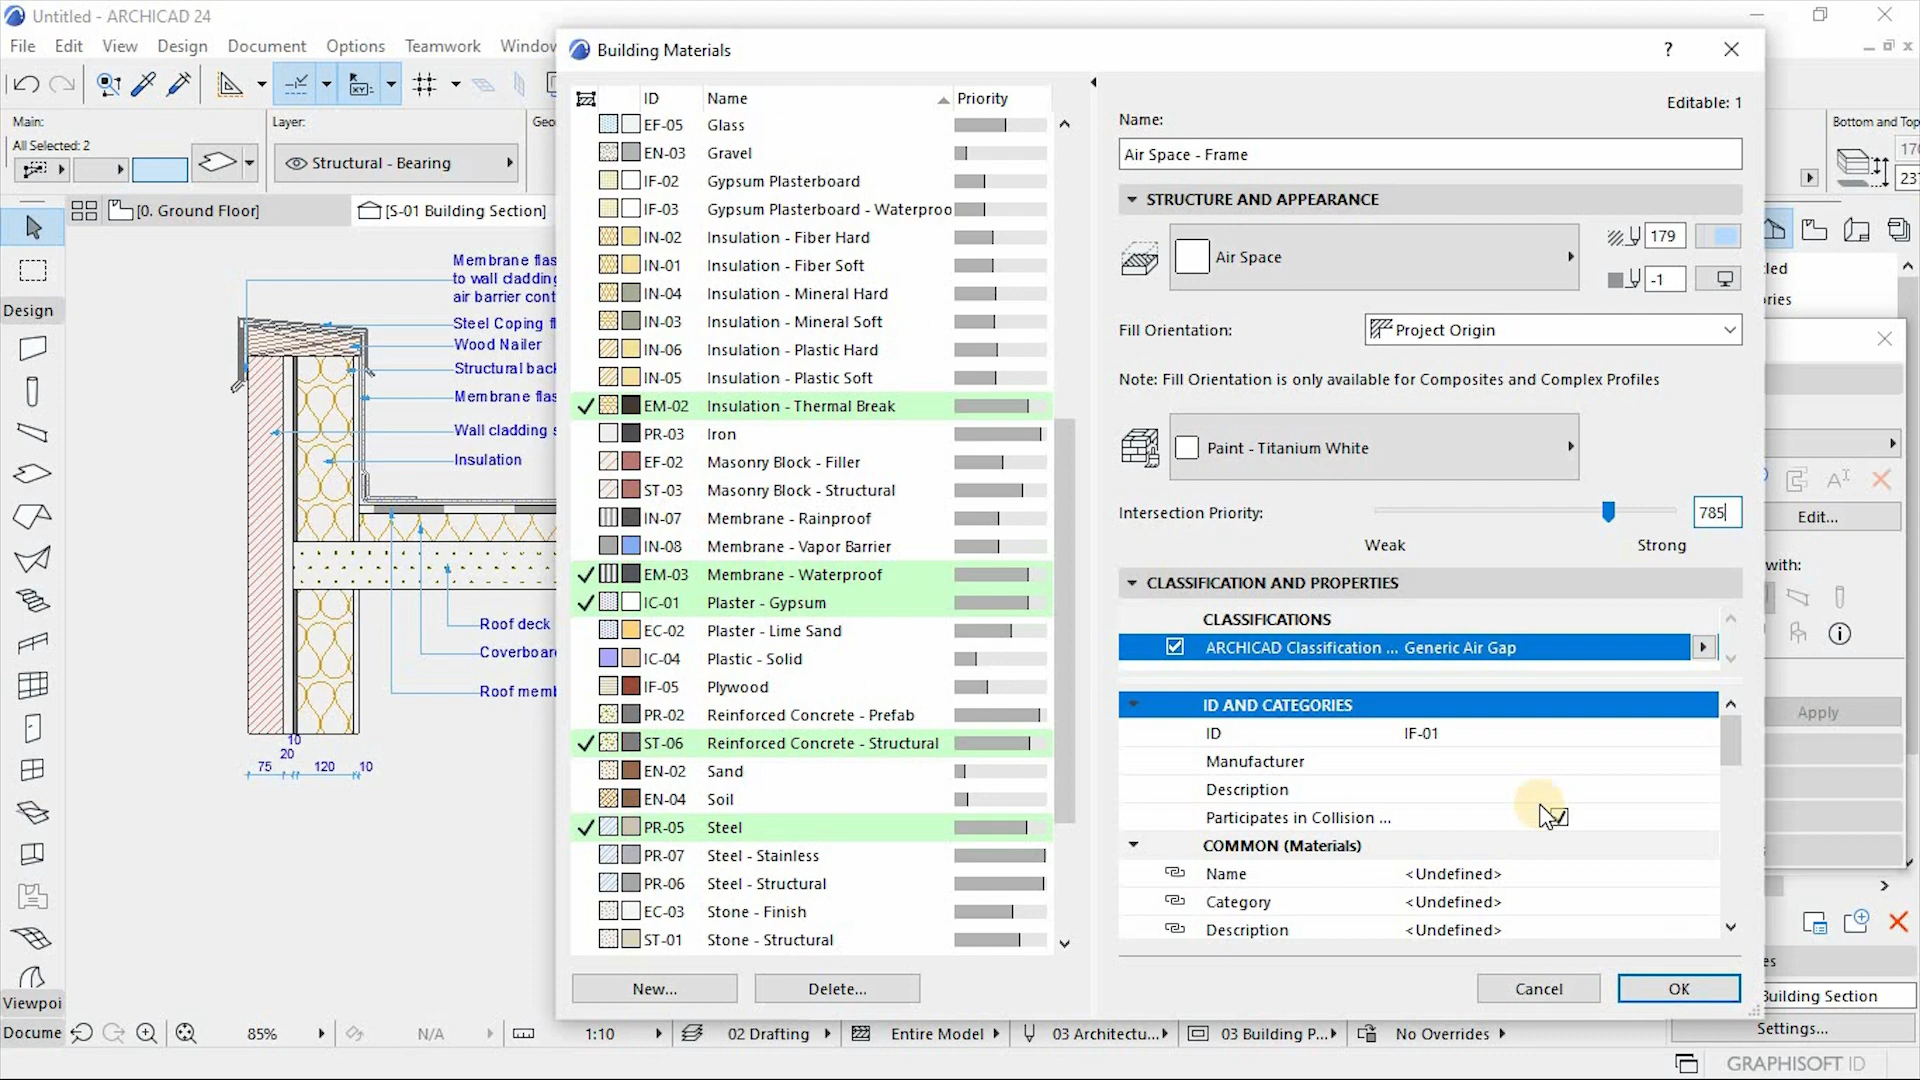 Untitled - ARCHICAD 24
File Edit View Design Document Options Teamwork Window
Main:
All Selected: 2
Layer:
Structural - Bearing
[0. Ground Floor]
[S-01 Building Section]
Design
Membrane flas
to wall cladding
air barrier cont
Steel Coping f
Wood Nailer
Structural back
Membrane flas
Wall cladding s
Insulation
Roof deck
Coverboar
Roof mem
10
20
75 120 10
Viewpoi
Docume
85%
N/A
1:10
02 Drafting
Entire Model
03 Architectu...
03 Building P...
No Overrides
GRAPHISOFT ID
Building Materials
?
ID Name Priority
EF-05 Glass
EN-03 Gravel
IF-02 Gypsum Plasterboard
IF-03 Gypsum Plasterboard - Waterproo
IN-02 Insulation - Fiber Hard
IN-01 Insulation - Fiber Soft
IN-04 Insulation - Mineral Hard
IN-03 Insulation - Mineral Soft
IN-06 Insulation - Plastic Hard
IN-05 Insulation - Plastic Soft
EM-02 Insulation - Thermal Break
PR-03 Iron
EF-02 Masonry Block - Filler
ST-03 Masonry Block - Structural
IN-07 Membrane - Rainproof
IN-08 Membrane - Vapor Barrier
EM-03 Membrane - Waterproof
IC-01 Plaster - Gypsum
EC-02 Plaster - Lime Sand
IC-04 Plastic - Solid
IF-05 Plywood
PR-02 Reinforced Concrete - Prefab
ST-06 Reinforced Concrete - Structural
EN-02 Sand
EN-04 Soil
PR-05 Steel
PR-07 Steel - Stainless
PR-06 Steel - Structural
EC-03 Stone - Finish
ST-01 Stone - Structural
New...
Delete...
Editable: 1
Name:
Air Space - Frame
STRUCTURE AND APPEARANCE
Air Space
179
-1
Fill Orientation:
Project Origin
Note: Fill Orientation is only available for Composites and Complex Profiles
Paint - Titanium White
Intersection Priority:
785
Weak
Strong
CLASSIFICATION AND PROPERTIES
CLASSIFICATIONS
ARCHICAD Classification ... Generic Air Gap
ID AND CATEGORIES
ID IF-01
Manufacturer
Description
Participates in Collision ...
COMMON (Materials)
Name <Undefined>
Category <Undefined>
Description <Undefined>
Cancel
OK
Bottom and Top
237
Edit...
with:
Apply
Building Section
Settings...